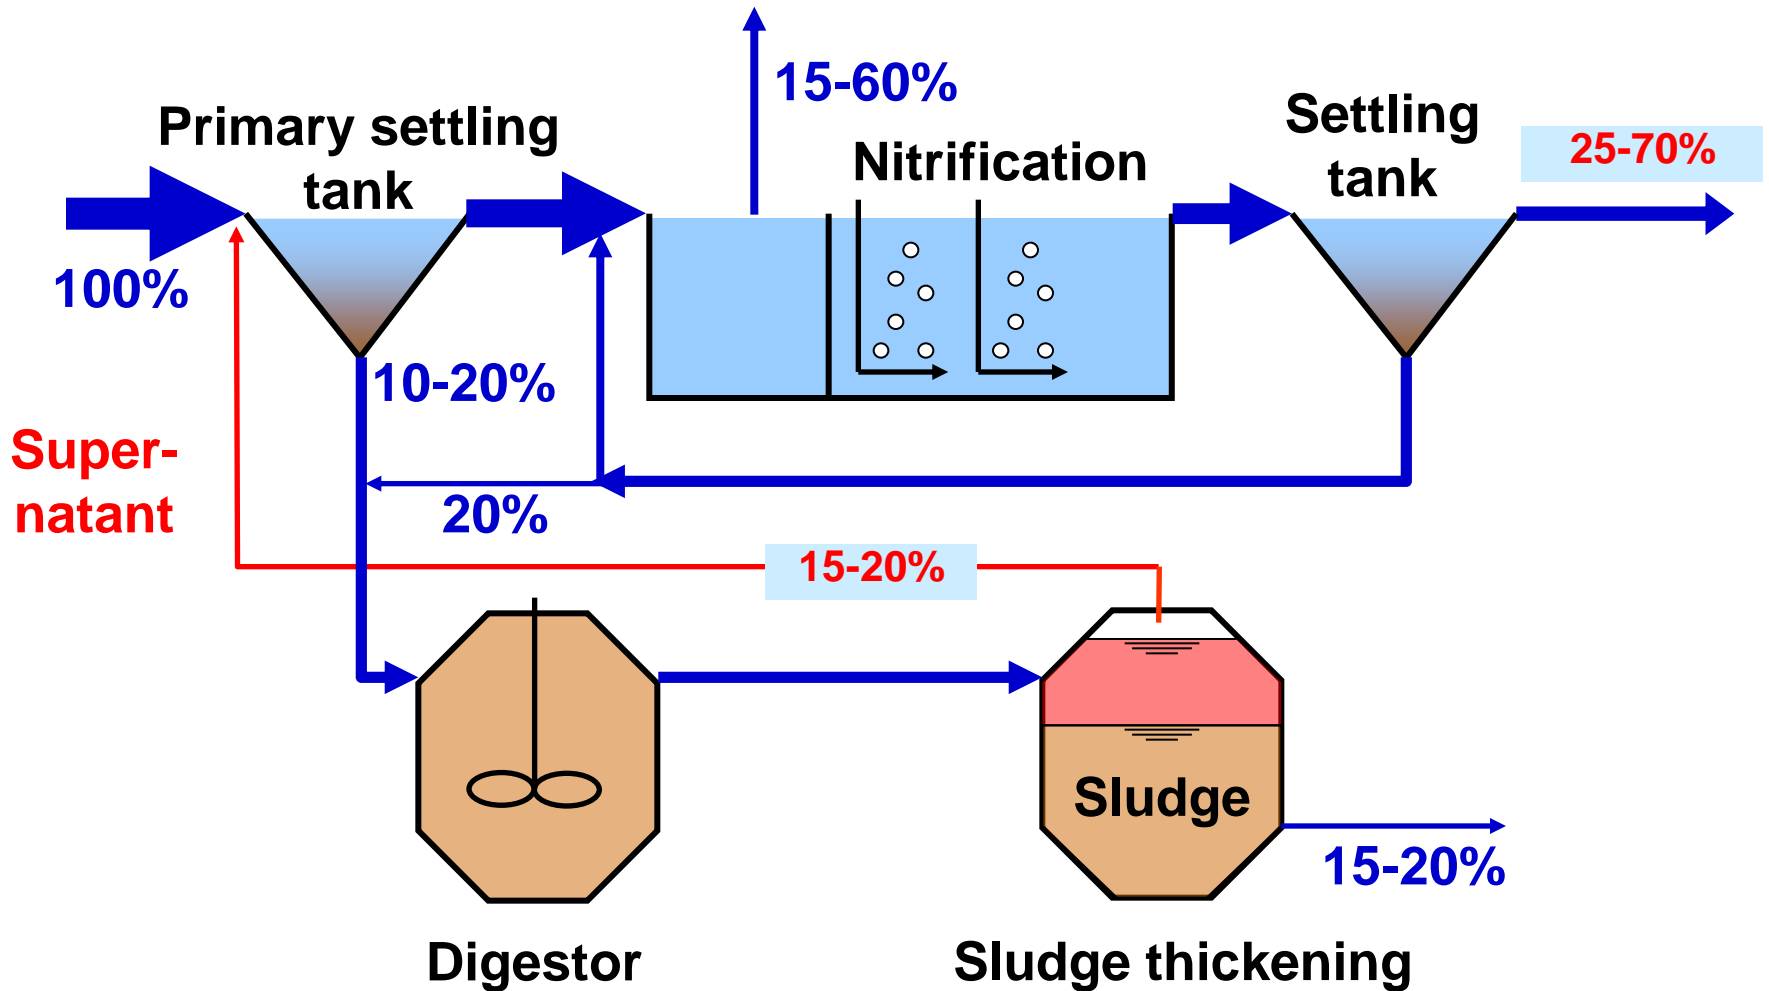 15-60%
Primary settling
tank
Nitrification
Settling
tank
25-70%
100%
10-20%
Super-
natant
20%
15-20%
Sludge
15-20%
Digestor
Sludge thickening